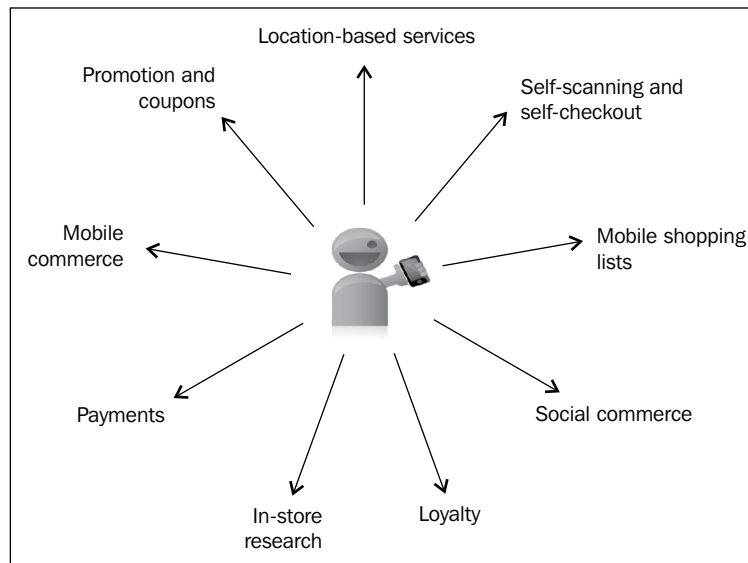 Location-based services
Promotion and
coupons
Self-scanning and
self-checkout
Mobile
commerce
Mobile shopping
lists
Payments
Social commerce
In-store
research
Loyalty